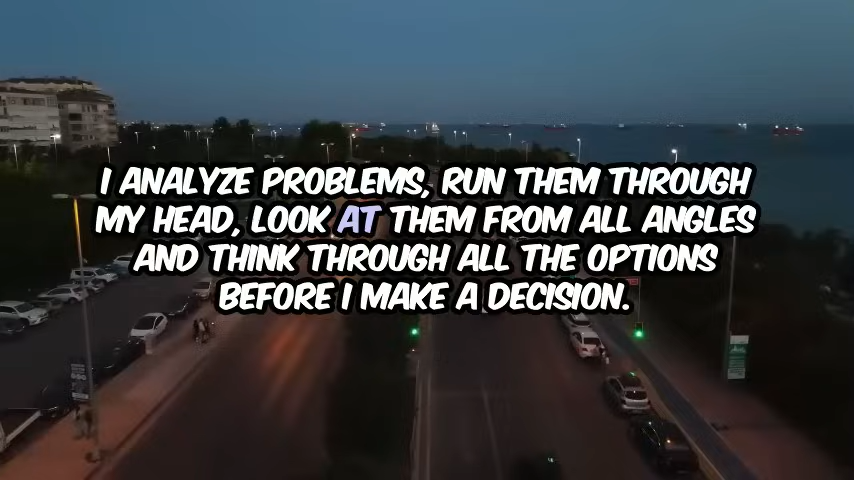 I ANALYZE PROBLEMS, RUN THEM THROUGH
MY HEAD, LOOK AT THEM FROM ALL ANGLES
AND THINK THROUGH ALL THE OPTIONS
BEFORE I MAKE A DECISION.